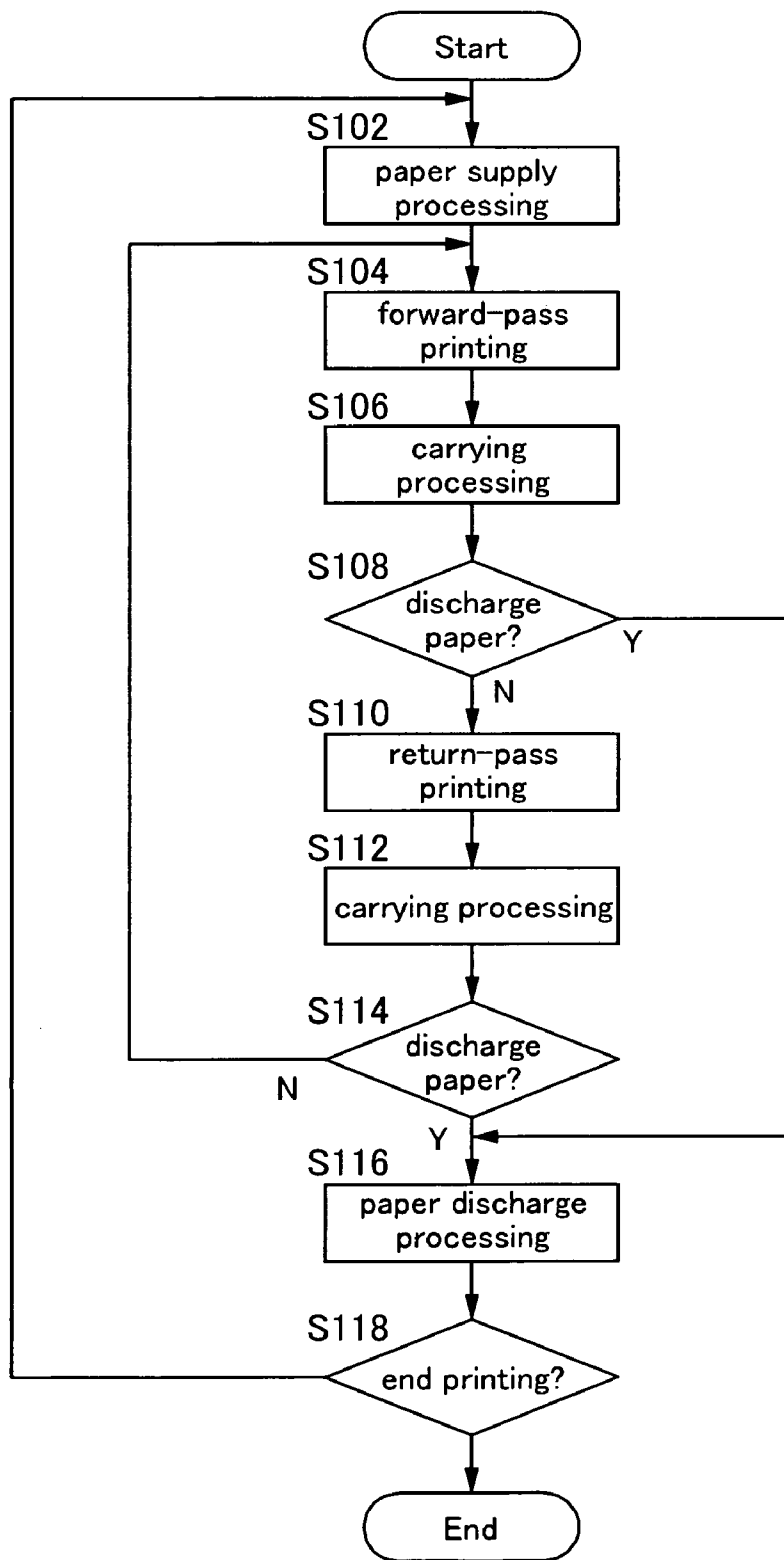 Start
S102
paper supply
processing
S104
forward-pass
printing
S106
carrying
processing
S108
discharge
paper?
Y
N
S110
return-pass
printing
S112
carrying processing
S114
discharge
paper?
N
Y
S116
paper discharge
processing
S118
end printing?
End